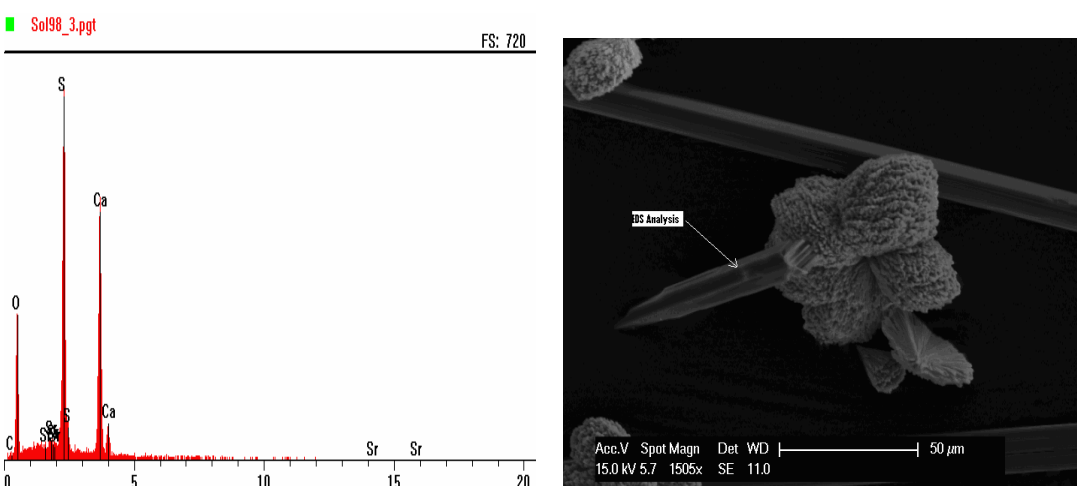 Sol98_3.pgt
FS: 720
S
Ca
O
S
Ca
C
Sr
Sr
0
5
10
15
20
EDS Analysis
Acc.V Spot Magn Det WD
50 µm
15.0 kV 5.7 1505x SE 11.0